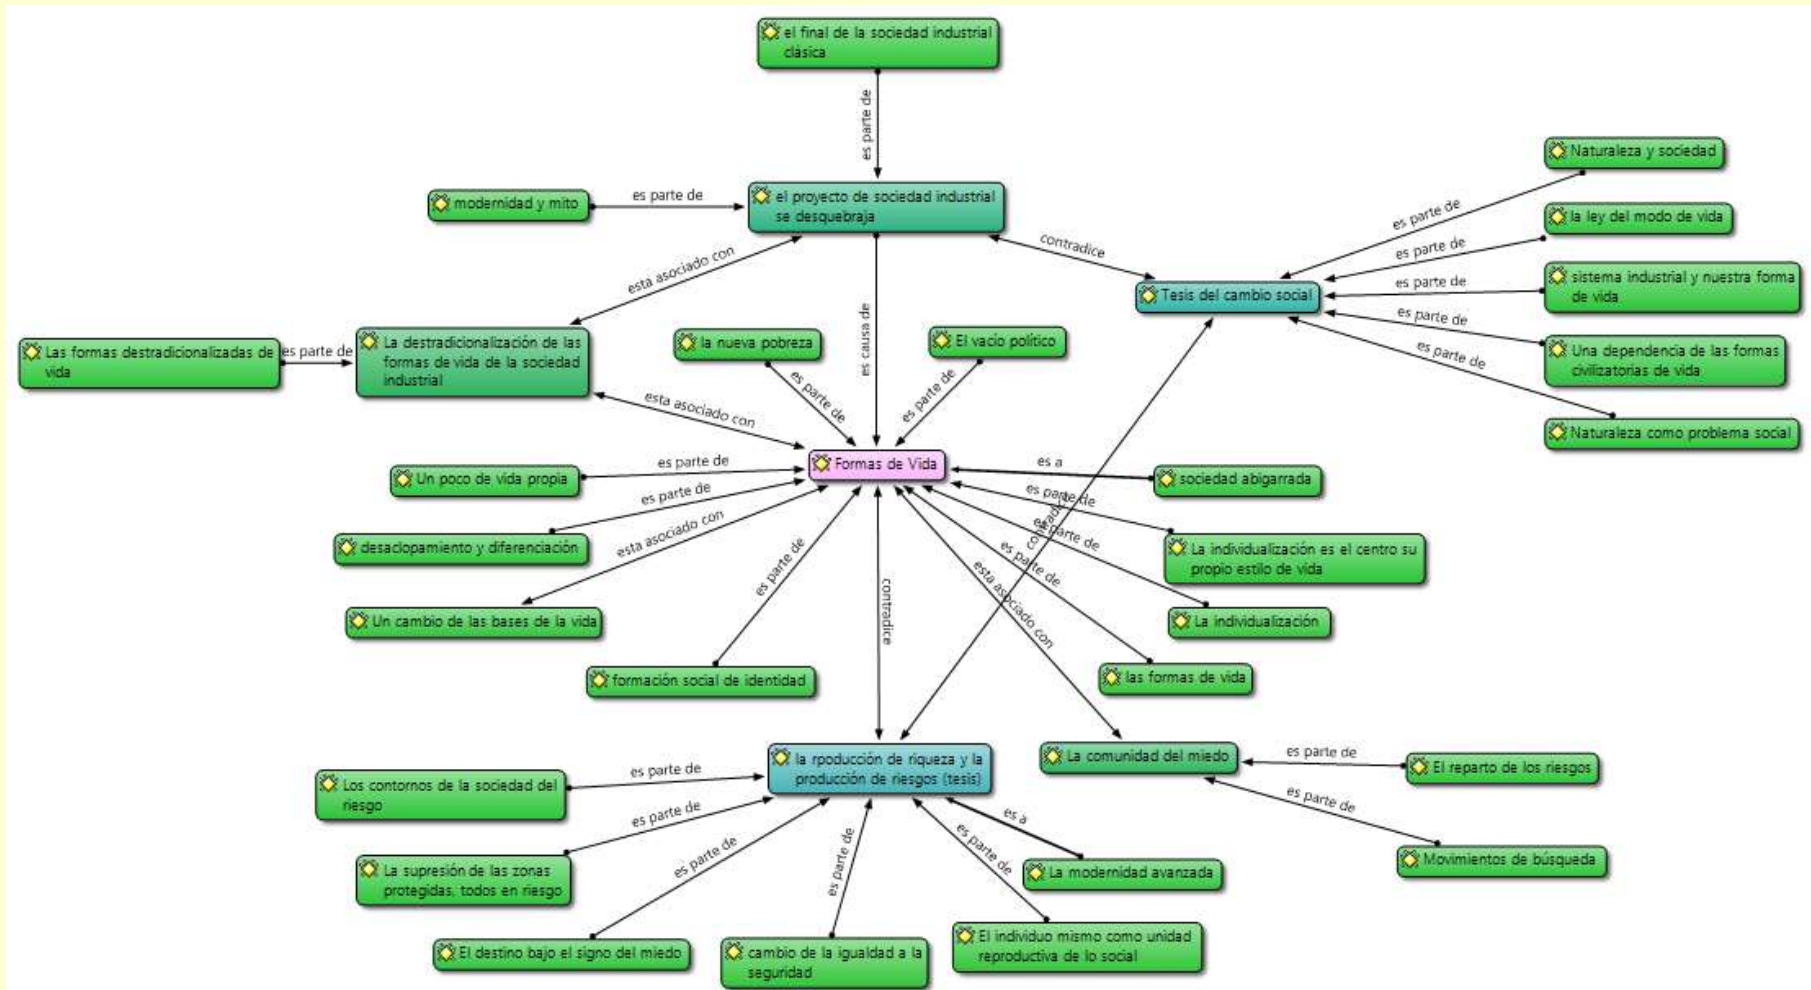 el final de la sociedad industrial
clásica
es parte de
Naturaleza y sociedad
modernidad y mito
es parte de
el proyecto de sociedad industrial
se desquebraja
es parte de
la ley del modo de vida
contradice
es parte de
esta asociado con
Tesis del cambio social
es parte de
sistema industrial y nuestra forma
de vida
es parte de
Las formas destradicionalizadas de
vida
es parte de
La destradicionalización de las
formas de vida de la sociedad
industrial
la nueva pobreza
es causa de
El vacio político
Una dependencia de las formas
civilizatorias de vida
es parte de
es parte de
es parte de
esta asociado con
Naturaleza como problema social
Formas de Vida
Un poco de vida propia
es parte de
es a
sociedad abigarrada
es parte de
es parte de
contradice
desaclopamiento y diferenciación
esta asociado con
es parte de
La individualización es el centro su
propio estilo de vida
es parte de
es parte de
Un cambio de las bases de la vida
contradice
esta asociado con
La individualización
formación social de identidad
las formas de vida
la rpoducción de riqueza y la
producción de riesgos (tesis)
La comunidad del miedo
es parte de
El reparto de los riesgos
Los contornos de la sociedad del
riesgo
es parte de
es parte de
Movimientos de búsqueda
es parte de
La supresión de las zonas
protegidas, todos en riesgo
es parte de
es parte de
es parte de
es a
La modernidad avanzada
El destino bajo el signo del miedo
cambio de la igualdad a la
seguridad
El individuo mismo como unidad
reproductiva de lo social